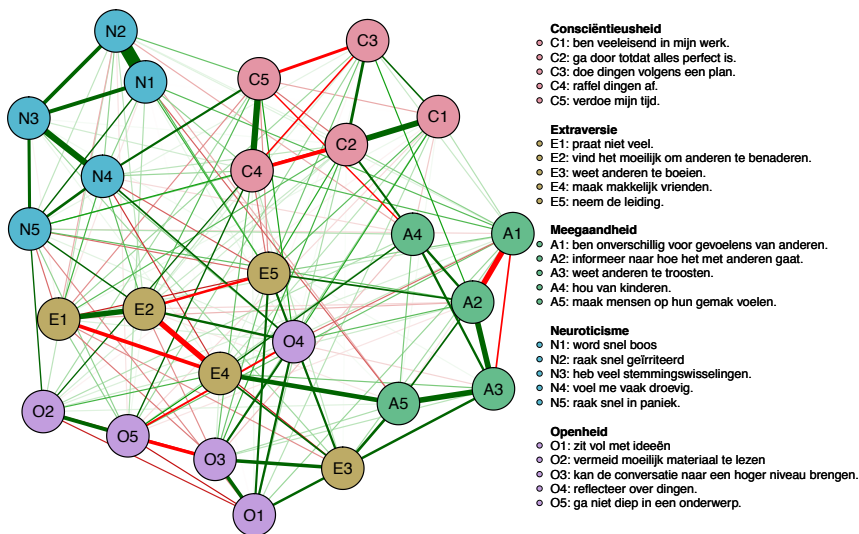 N2
N1
N3
N4
N5
C3
C5
C1
C2
C4
A4
A1
A2
A3
A5
E5
E1
E2
E4
E3
O4
O2
O5
O3
O1
Consciëntieusheid
C1: ben veeleisend in mijn werk.
C2: ga door totdat alles perfect is.
C3: doe dingen volgens een plan.
C4: raffel dingen af.
C5: verdoe mijn tijd.
Extraversie
E1: praat niet veel.
E2: vind het moeilijk om anderen te benaderen.
E3: weet anderen te boeien.
E4: maak makkelijk vrienden.
E5: neem de leiding.
Meegaandheid
A1: ben onverschillig voor gevoelens van anderen.
A2: informeer naar hoe het met anderen gaat.
A3: weet anderen te troosten.
A4: hou van kinderen.
A5: maak mensen op hun gemak voelen.
Neuroticisme
N1: word snel boos
N2: raak snel geïrriteerd
N3: heb veel stemmingswisselingen.
N4: voel me vaak droevig.
N5: raak snel in paniek.
Openheid
O1: zit vol met ideeën
O2: vermeid moeilijk materiaal te lezen
O3: kan de conversatie naar een hoger niveau brengen.
O4: reflecteer over dingen.
O5: ga niet diep in een onderwerp.